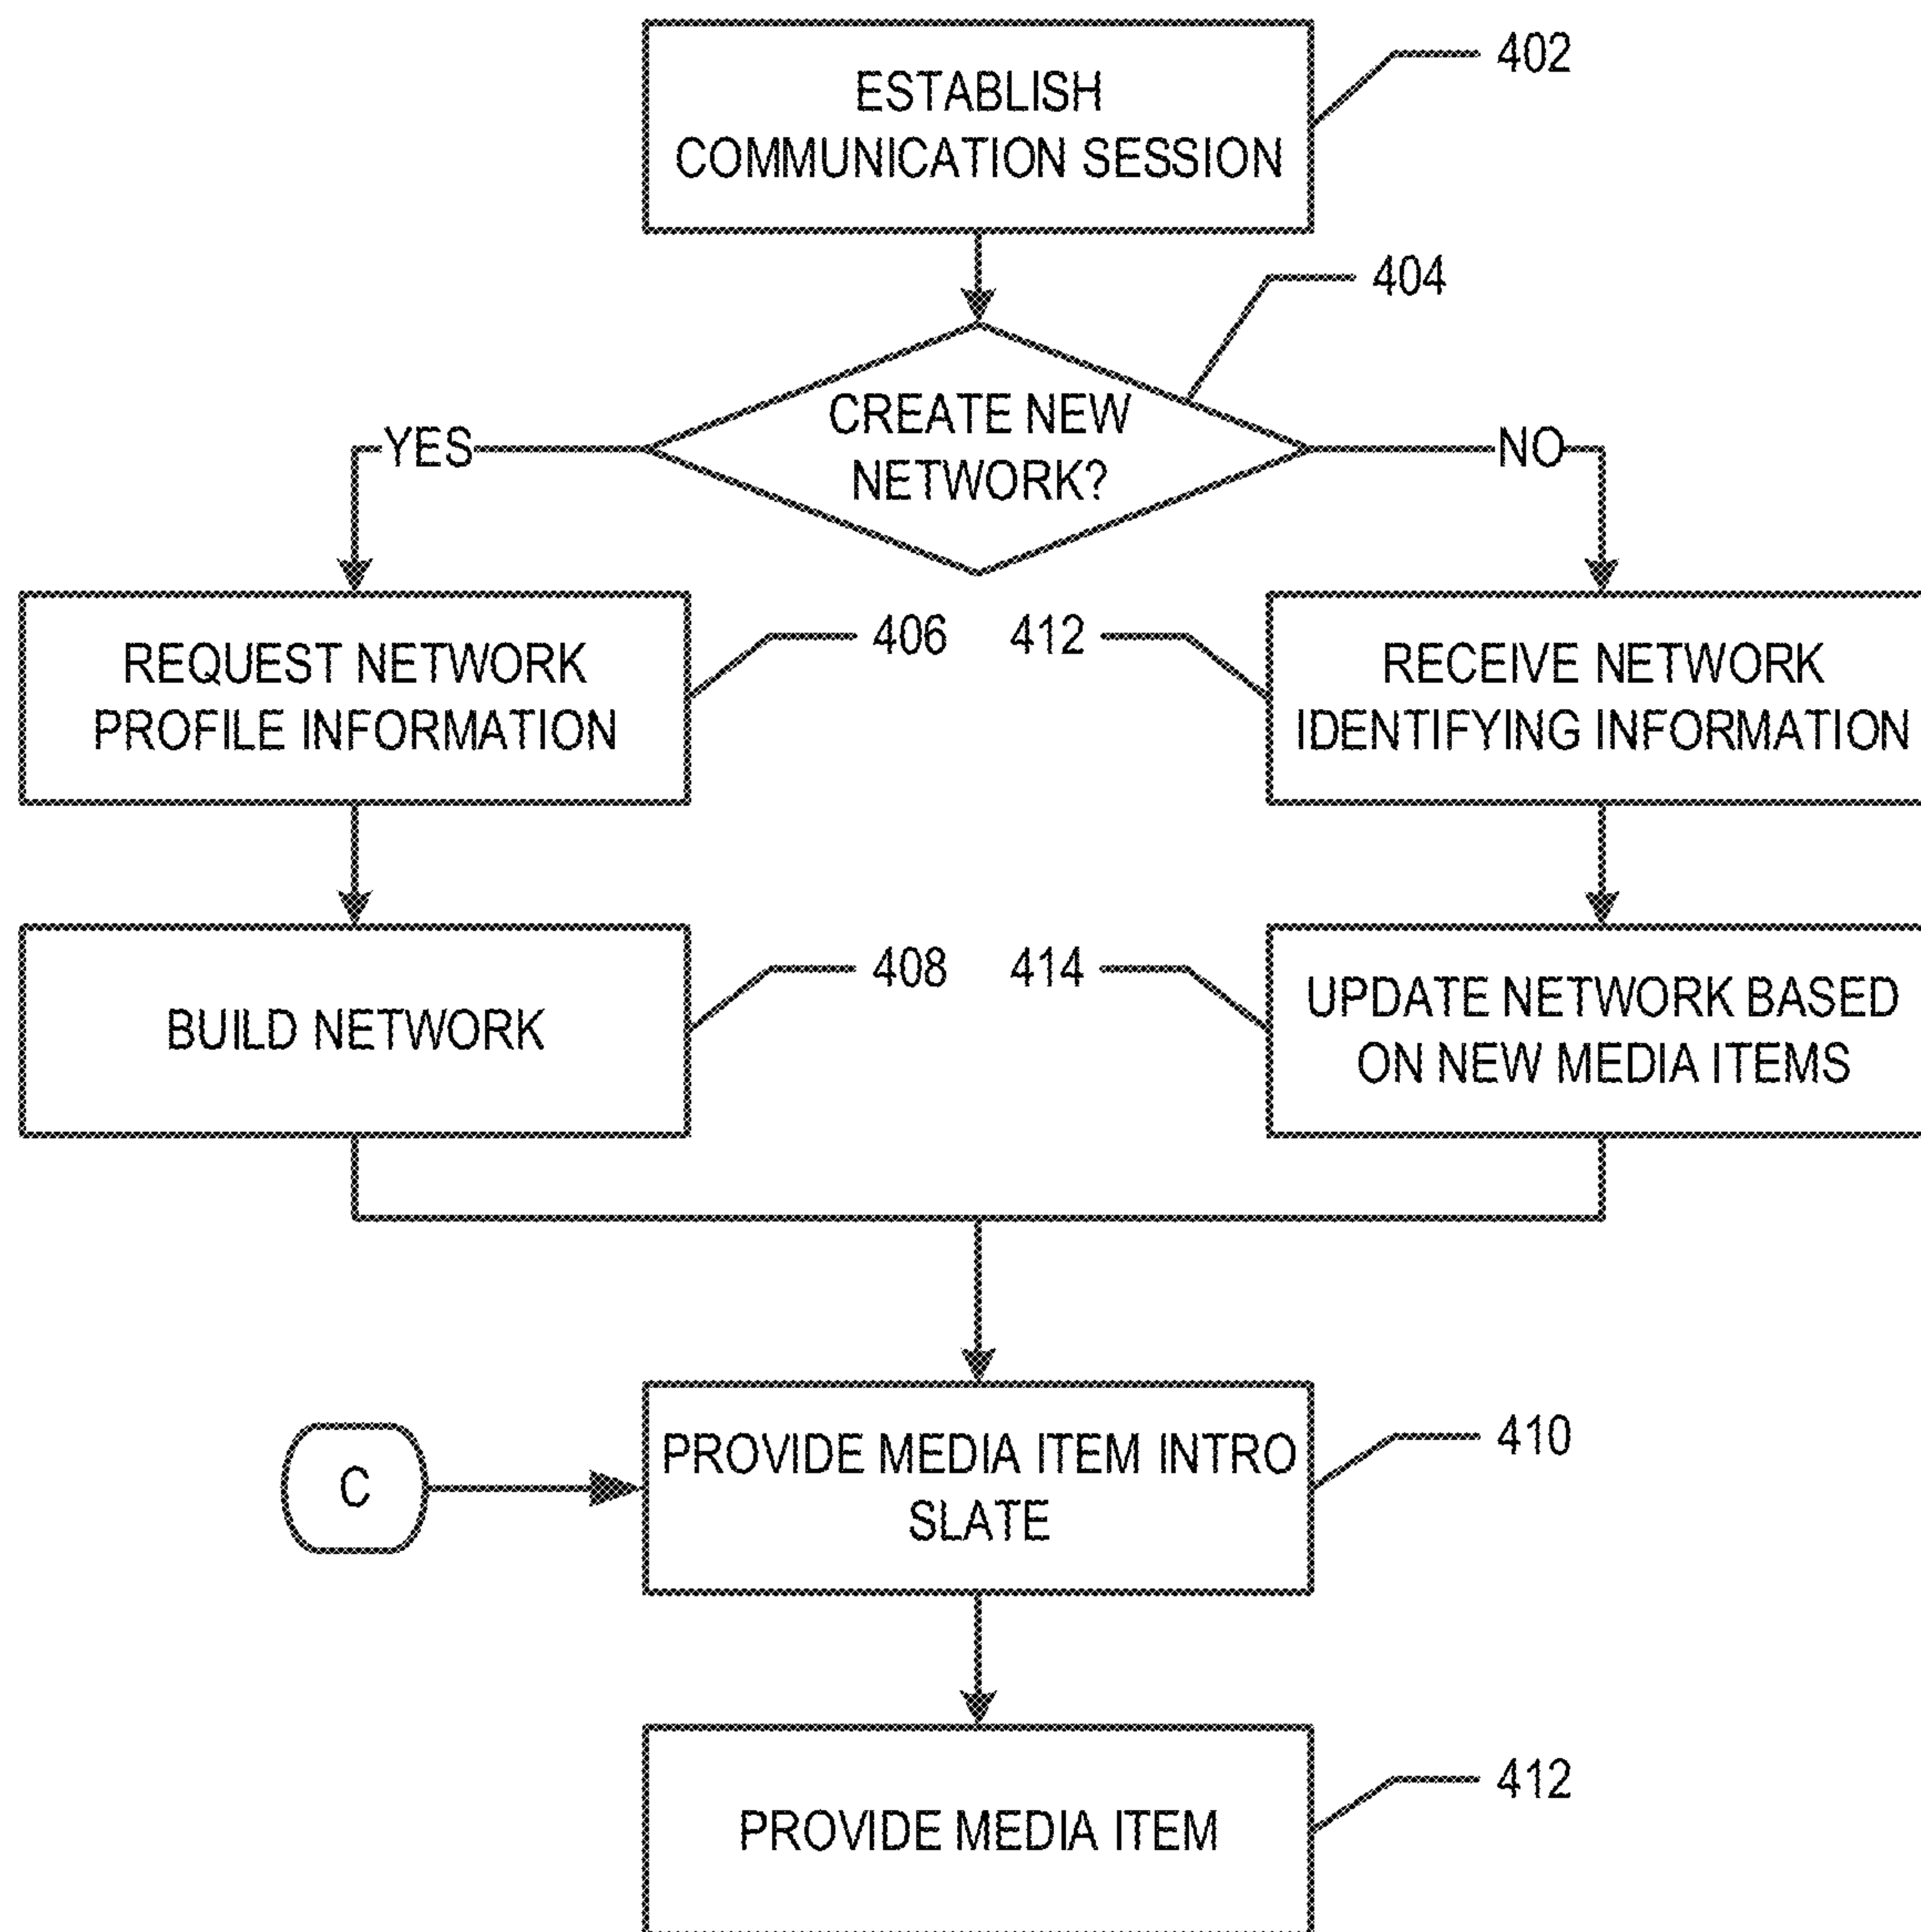 ESTABLISH
COMMUNICATION SESSION
402
404
CREATE NEW
NETWORK?
YES
NO
REQUEST NETWORK
PROFILE INFORMATION
406
412
RECEIVE NETWORK
IDENTIFYING INFORMATION
BUILD NETWORK
408
414
UPDATE NETWORK BASED
ON NEW MEDIA ITEMS
C
PROVIDE MEDIA ITEM INTRO
SLATE
410
PROVIDE MEDIA ITEM
412